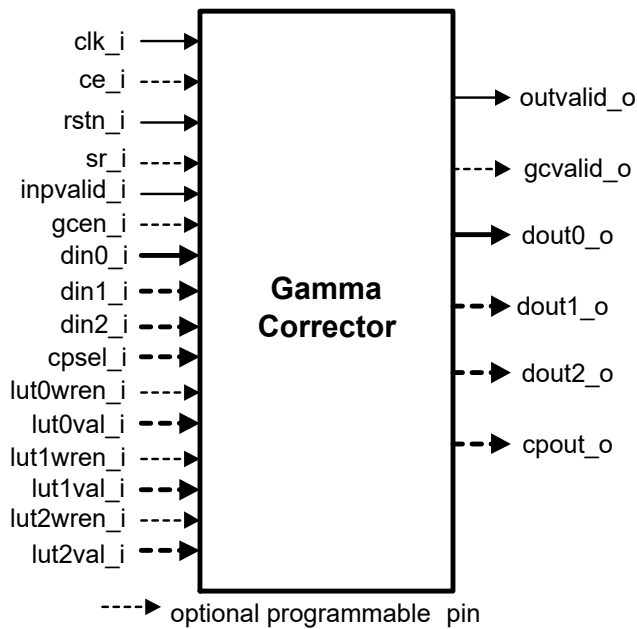 clk_i
ce_i
rstn_i
sr_i
inpvalid_i
gcen_i
din0_i
din1_i
din2_i
cpsel_i
lut0wren_i
lut0val_i
lut1wren_i
lut1val_i
lut2wren_i
lut2val_i
Gamma
Corrector
outvalid_o
gcvalid_o
dout0_o
dout1_o
dout2_o
cpout_o
optional programmable pin